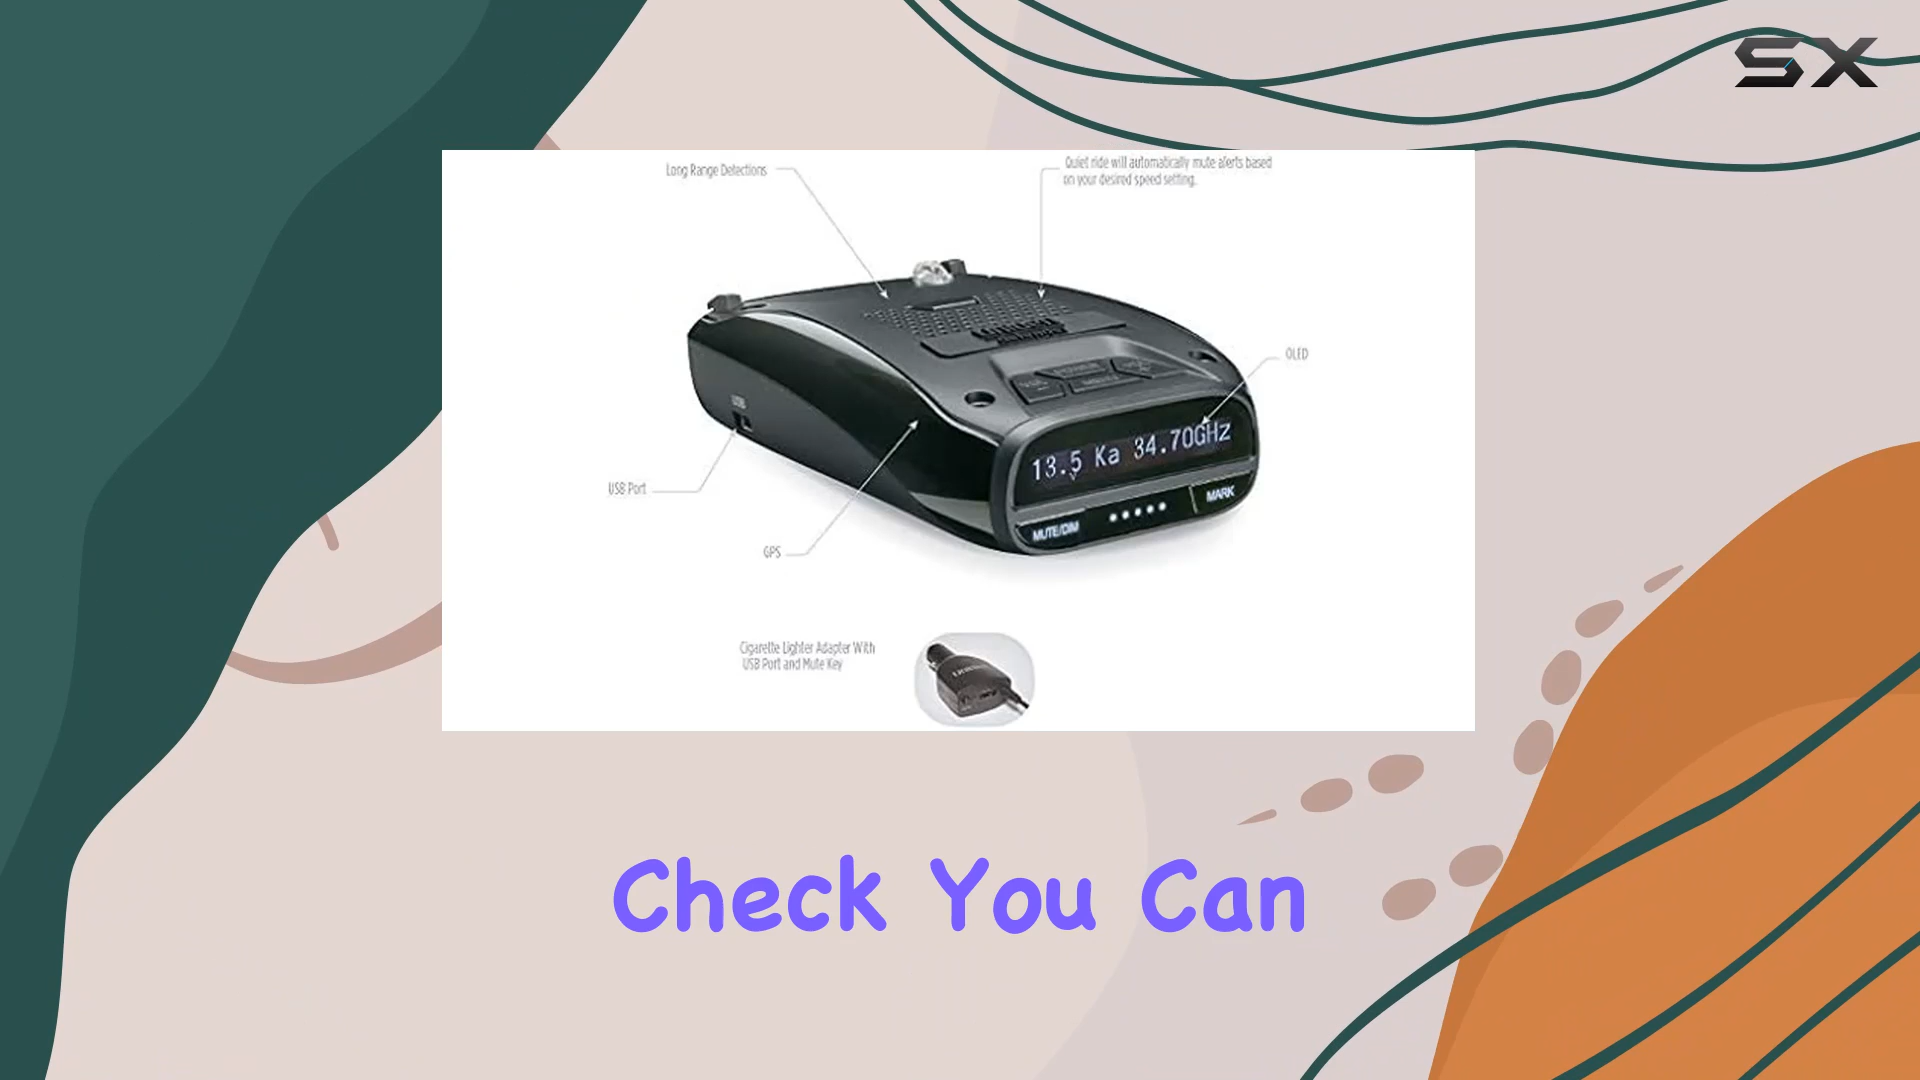 SX
Long Range Detections
Quiet ride will automatically mute alerts based
on your desired speed setting.
OLED
USB
13.5 Ka 34.70GHz
MARK
MUTE/DIM
USB Port
GPS
Cigarette Lighter Adapter With
USB Port and Mute Key
Check You Can